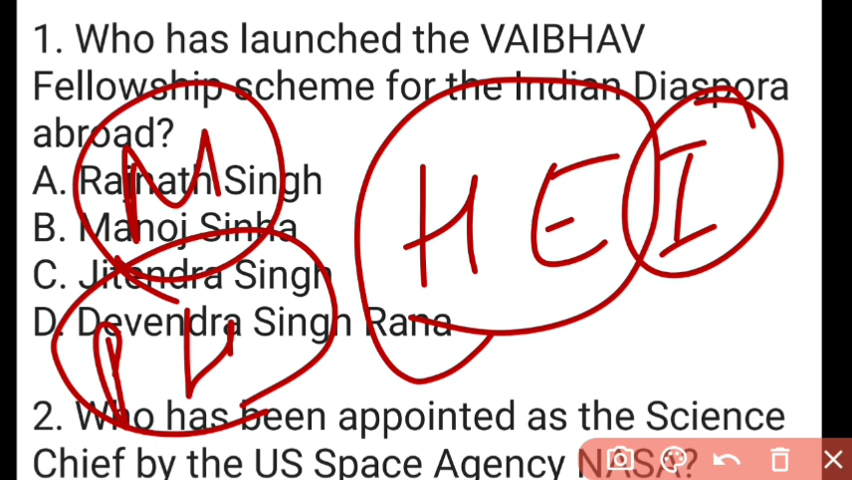 1. Who has launched the VAIBHAV
Fellowship scheme for the Indian Diaspora
abroad?
A. Rajnath Singh
B. Manoj Sinha
C. Jitendra Singh
D. Devendra Singh Rana
M
H E I
2. Who has been appointed as the Science
Chief by the US Space Agency NASA?